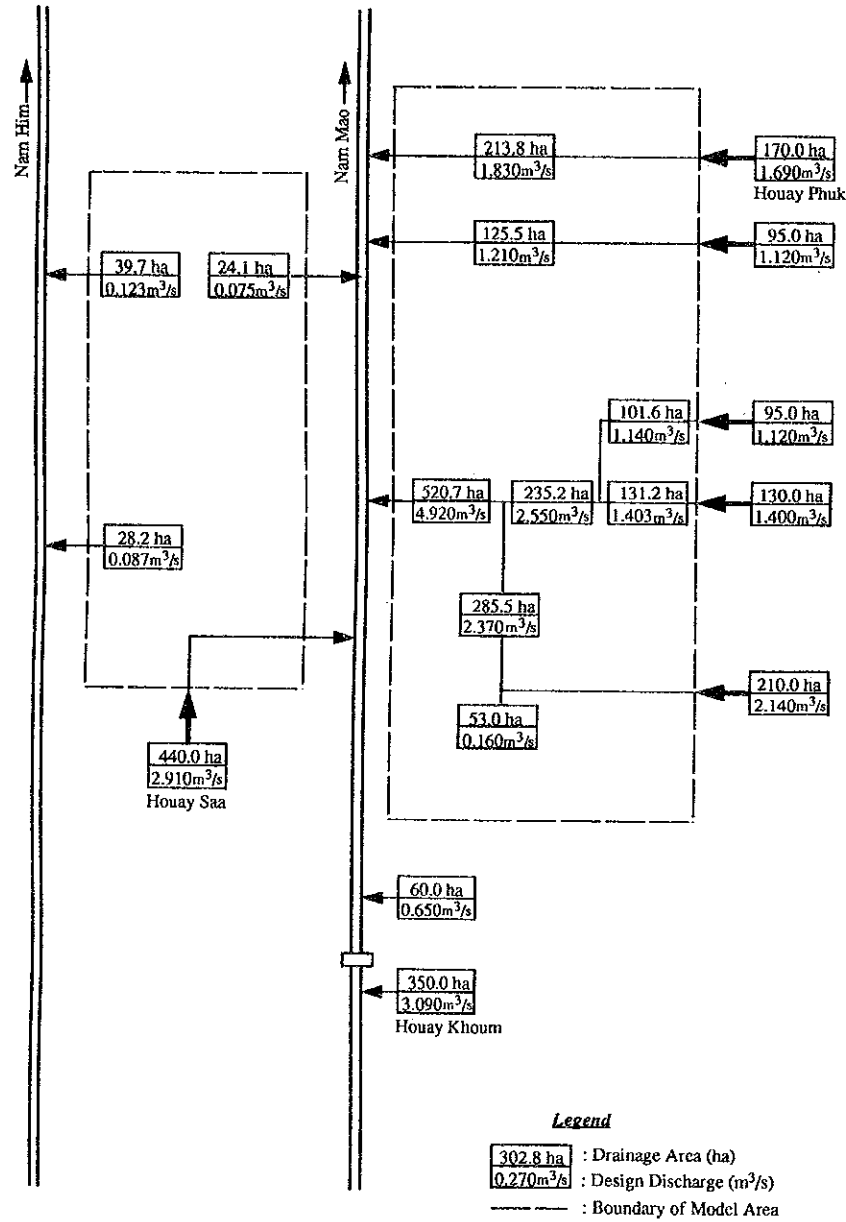 Nam Him
Nam Mao
213.8 ha
1.830m³/s
170.0 ha
1.690m³/s
Houay Phuk
125.5 ha
1.210m³/s
95.0 ha
1.120m³/s
39.7 ha
0.123m³/s
24.1 ha
0.075m³/s
101.6 ha
1.140m³/s
95.0 ha
1.120m³/s
520.7 ha
4.920m³/s
235.2 ha
2.550m³/s
131.2 ha
1.403m³/s
130.0 ha
1.400m³/s
28.2 ha
0.087m³/s
285.5 ha
2.370m³/s
210.0 ha
2.140m³/s
53.0 ha
0.160m³/s
440.0 ha
2.910m³/s
Houay Saa
60.0 ha
0.650m³/s
350.0 ha
3.090m³/s
Houay Khoum
Legend
302.8 ha : Drainage Area (ha)
0.270m³/s : Design Discharge (m³/s)
: Boundary of Model Area